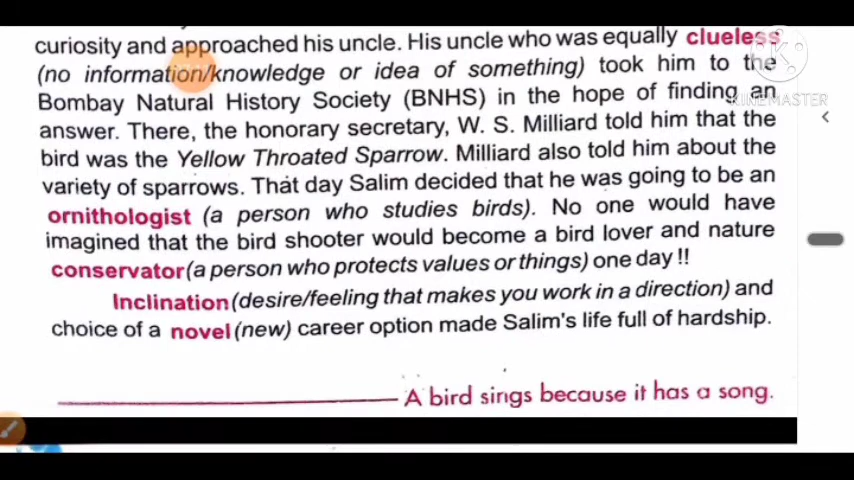 curiosity and approached his uncle. His uncle who was equally clueless
(no information/knowledge or idea of something) took him to the
Bombay Natural History Society (BNHS) in the hope of finding an
answer. There, the honorary secretary, W. S. Milliard told him that the
bird was the Yellow Throated Sparrow. Milliard also told him about the
variety of sparrows. That day Salim decided that he was going to be an
ornithologist (a person who studies birds). No one would have
imagined that the bird shooter would become a bird lover and nature
conservator(a person who protects values or things) one day !!
Inclination(desire/feeling that makes you work in a direction) and
choice of a novel (new) career option made Salim's life full of hardship.
A bird sings because it has a song.
KINEMASTER